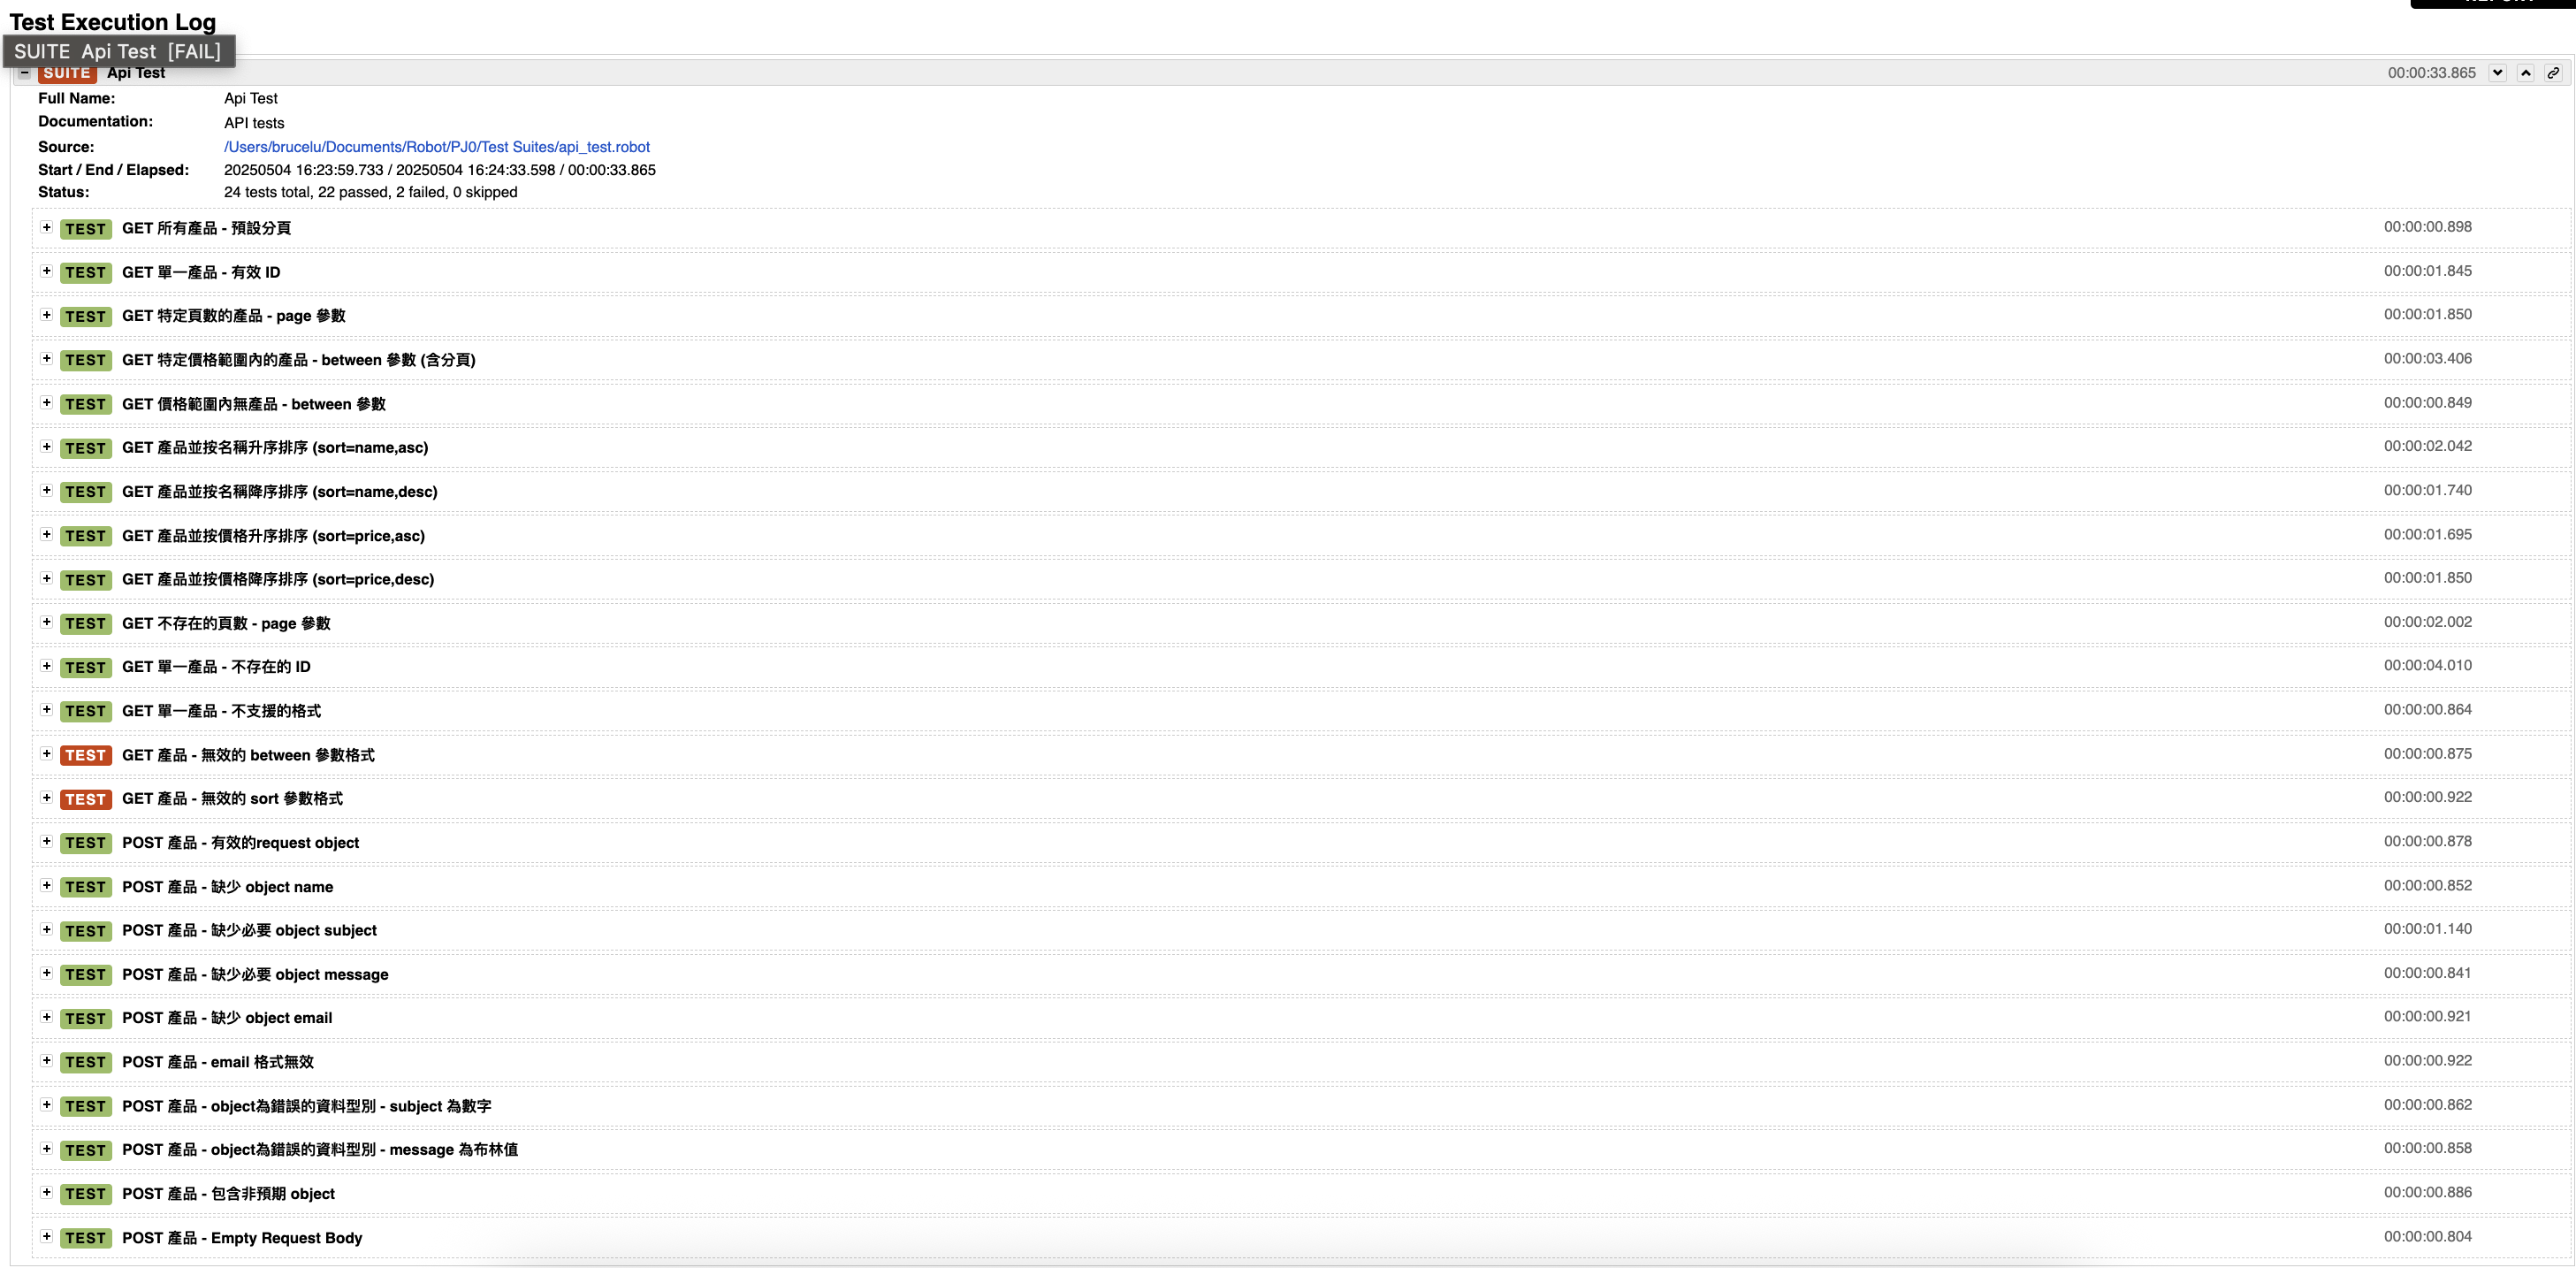 Test Execution Log
SUITE Api Test [FAIL]
SUITE Api Test 00:00:33.865
Full Name: Api Test
Documentation: API tests
Source: /Users/brucelu/Documents/Robot/PJ0/Test Suites/api_test.robot
Start / End / Elapsed: 20250504 16:23:59.733 / 20250504 16:24:33.598 / 00:00:33.865
Status: 24 tests total, 22 passed, 2 failed, 0 skipped
TEST GET 所有產品 - 預設分頁 00:00:00.898
TEST GET 單一產品 - 有效 ID 00:00:01.845
TEST GET 特定頁數的產品 - page 參數 00:00:01.850
TEST GET 特定價格範圍內的產品 - between 參數 (含分頁) 00:00:03.406
TEST GET 價格範圍內無產品 - between 參數 00:00:00.849
TEST GET 產品並按名稱升序排序 (sort=name,asc) 00:00:02.042
TEST GET 產品並按名稱降序排序 (sort=name,desc) 00:00:01.740
TEST GET 產品並按價格升序排序 (sort=price,asc) 00:00:01.695
TEST GET 產品並按價格降序排序 (sort=price,desc) 00:00:01.850
TEST GET 不存在的頁數 - page 參數 00:00:02.002
TEST GET 單一產品 - 不存在的 ID 00:00:04.010
TEST GET 單一產品 - 不支援的格式 00:00:00.864
TEST GET 產品 - 無效的 between 參數格式 00:00:00.875
TEST GET 產品 - 無效的 sort 參數格式 00:00:00.922
TEST POST 產品 - 有效的request object 00:00:00.878
TEST POST 產品 - 缺少 object name 00:00:00.852
TEST POST 產品 - 缺少必要 object subject 00:00:01.140
TEST POST 產品 - 缺少必要 object message 00:00:00.841
TEST POST 產品 - 缺少 object email 00:00:00.921
TEST POST 產品 - email 格式無效 00:00:00.922
TEST POST 產品 - object為錯誤的資料型別 - subject 為數字 00:00:00.862
TEST POST 產品 - object為錯誤的資料型別 - message 為布林值 00:00:00.858
TEST POST 產品 - 包含非預期 object 00:00:00.886
TEST POST 產品 - Empty Request Body 00:00:00.804